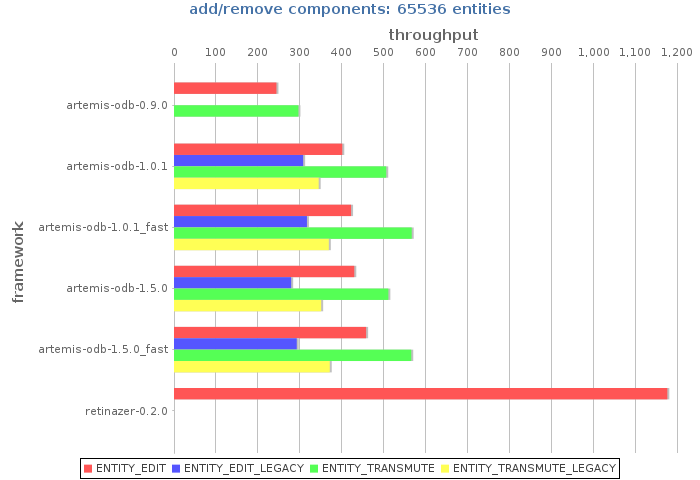 add/remove components: 65536 entities
throughput
0 100 200 300 400 500 600 700 800 900 1,000 1,100 1,200
framework
artemis-odb-0.9.0
artemis-odb-1.0.1
artemis-odb-1.0.1_fast
artemis-odb-1.5.0
artemis-odb-1.5.0_fast
retinazer-0.2.0
ENTITY_EDIT ENTITY_EDIT_LEGACY ENTITY_TRANSMUTE ENTITY_TRANSMUTE_LEGACY